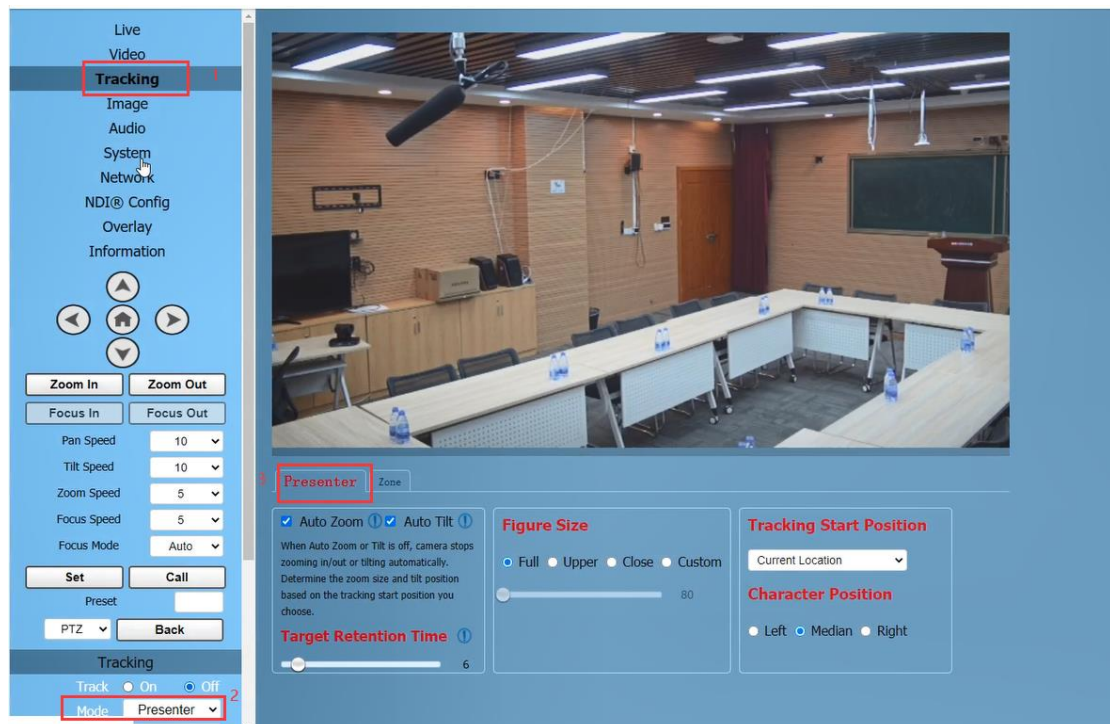 Live
Video
Tracking 1
Image
Audio
System
Network
NDI® Config
Overlay
Information
Zoom In Zoom Out
Focus In Focus Out
Pan Speed 10
Tilt Speed 10
Zoom Speed 5
Focus Speed 5
Focus Mode Auto
Set Call
Preset
PTZ Back
Tracking
Track On Off
2
Mode Presenter
3 Presenter Zone
Auto Zoom Auto Tilt
When Auto Zoom or Tilt is off, camera stops
zooming in/out or tilting automatically.
Determine the zoom size and tilt position
based on the tracking start position you
choose.
Target Retention Time
6
Figure Size
Full Upper Close Custom
80
Tracking Start Position
Current Location
Character Position
Left Median Right